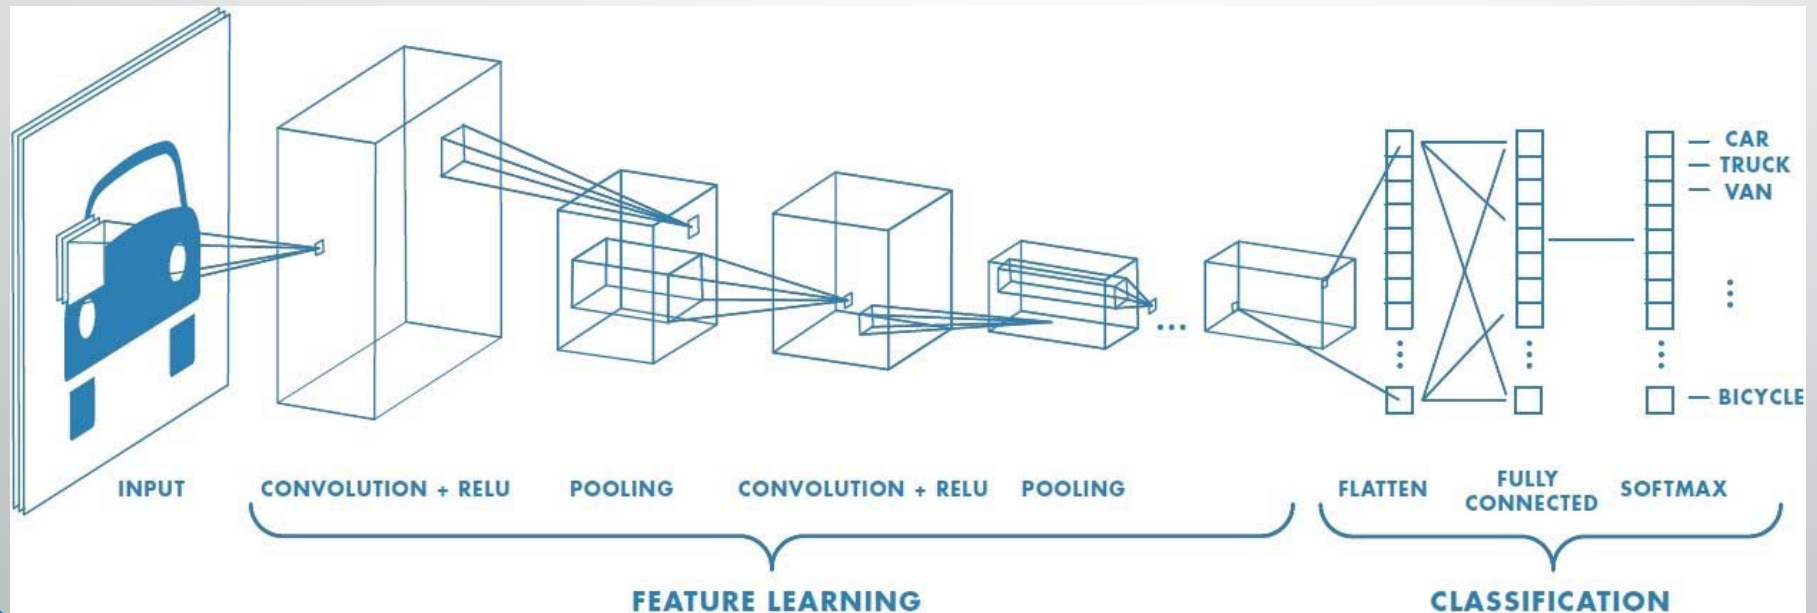 CAR
TRUCK
VAN
BICYCLE
INPUT
CONVOLUTION + RELU
POOLING
CONVOLUTION + RELU
POOLING
FLATTEN
FULLY
CONNECTED
SOFTMAX
FEATURE LEARNING
CLASSIFICATION